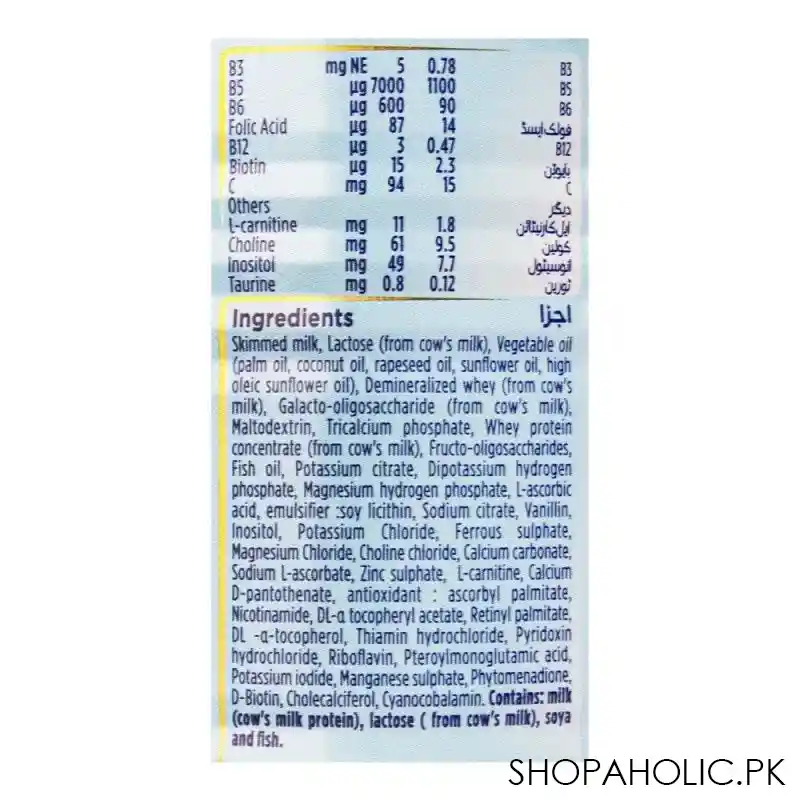 B3 mg NE 5 0.78 B3
B5 µg 7000 1100 B5
B6 µg 600 90 B6
Folic Acid µg 87 14 فولک ایسڈ
B12 µg 3 0.47 B12
Biotin µg 15 2.3 بایوٹن
C mg 94 15 C
Others دیگر
L-carnitine mg 11 1.8 ایل کارنیٹائن
Choline mg 61 9.5 کولین
Inositol mg 49 7.7 انوسیٹول
Taurine mg 0.8 0.12 ٹورین
Ingredients اجزا
Skimmed milk, Lactose (from cow's milk), Vegetable oil
(palm oil, coconut oil, rapeseed oil, sunflower oil, high
oleic sunflower oil), Demineralized whey (from cow's
milk), Galacto-oligosaccharide (from cow's milk),
Maltodextrin, Tricalcium phosphate, Whey protein
concentrate (from cow's milk), Fructo-oligosaccharides,
Fish oil, Potassium citrate, Dipotassium hydrogen
phosphate, Magnesium hydrogen phosphate, L-ascorbic
acid, emulsifier :soy licithin, Sodium citrate, Vanillin,
Inositol, Potassium Chloride, Ferrous sulphate,
Magnesium Chloride, Choline chloride, Calcium carbonate,
Sodium L-ascorbate, Zinc sulphate, L-carnitine, Calcium
D-pantothenate, antioxidant : ascorbyl palmitate,
Nicotinamide, DL-α tocopheryl acetate, Retinyl palmitate,
DL -α-tocopherol, Thiamin hydrochloride, Pyridoxin
hydrochloride, Riboflavin, Pteroylmonoglutamic acid,
Potassium iodide, Manganese sulphate, Phytomenadione,
D-Biotin, Cholecalciferol, Cyanocobalamin. Contains: milk
(cow's milk protein), lactose ( from cow's milk), soya
and fish.
SHOPAHOLIC.PK